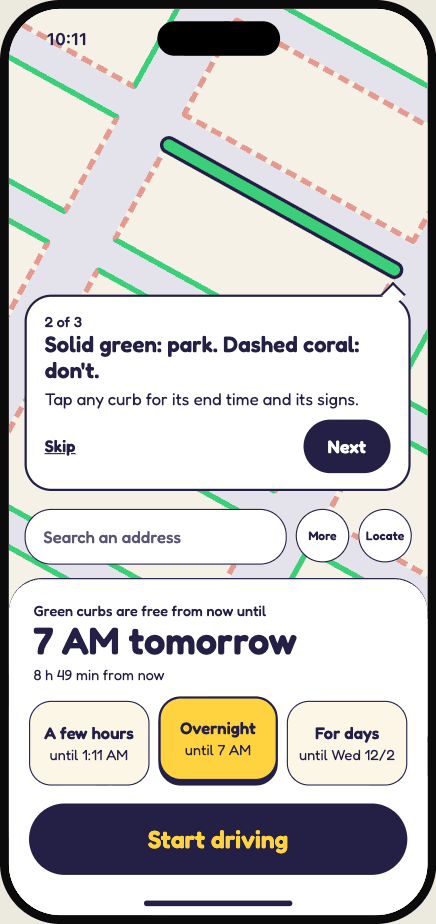 10:11
2 of 3
Solid green: park. Dashed coral:
don't.
Tap any curb for its end time and its signs.
Skip
Next
Search an address
More
Locate
Green curbs are free from now until
7 AM tomorrow
8 h 49 min from now
A few hours
until 1:11 AM
Overnight
until 7 AM
For days
until Wed 12/2
Start driving